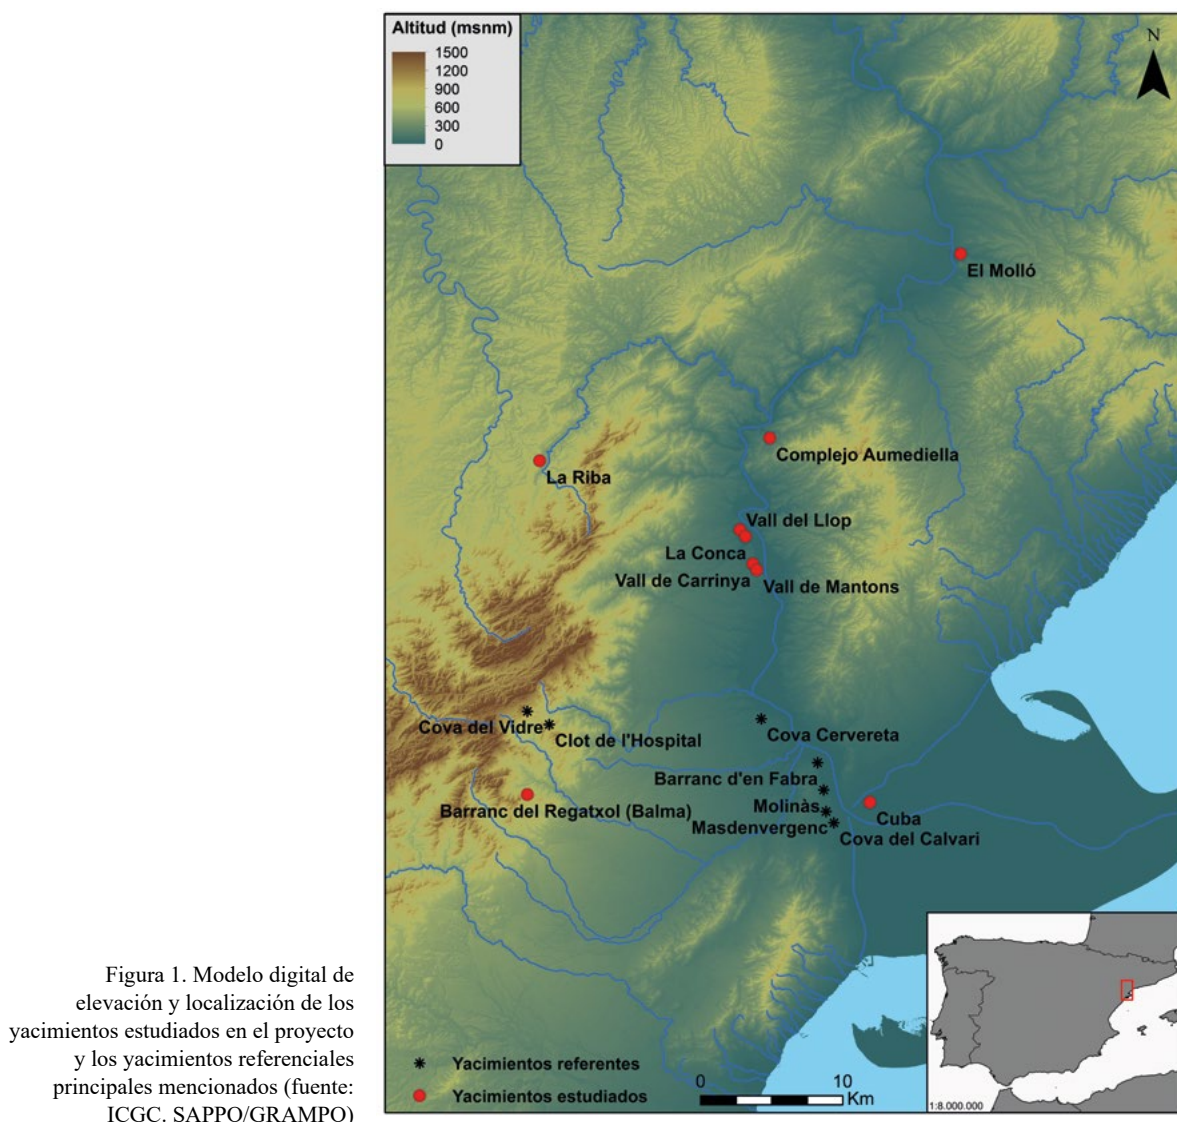 Altitud (msnm)
1500
1200
900
600
300
0
N
El Molló
Complejo Aumediella
La Riba
Vall del Llop
La Conca
Vall de Carrinya
Vall de Mantons
Cova del Vidre
Clot de l'Hospital
Cova Cervereta
Barranc d'en Fabra
Barranc del Regatxol (Balma)
Molinàs
Cuba
Masdenvergenc
Cova del Calvari
Yacimientos referentes
Yacimientos estudiados
0 10
Km
1:8.000.000
Figura 1. Modelo digital de
elevación y localización de los
yacimientos estudiados en el proyecto
y los yacimientos referenciales
principales mencionados (fuente:
ICGC. SAPPO/GRAMPO)